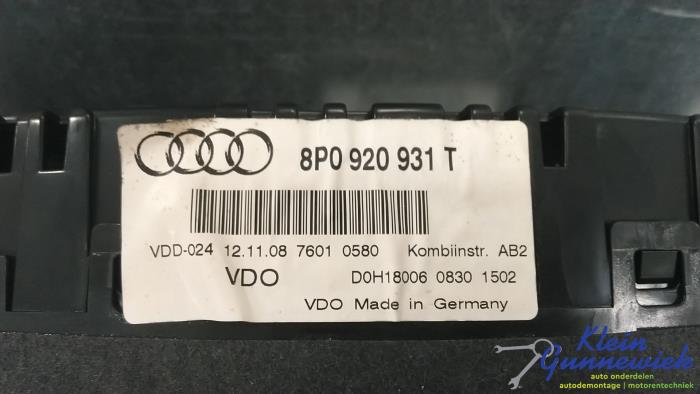 8P0 920 931 T
VDD-024 12.11.08 7601 0580 Kombiinstr. AB2
VDO D0H18006 0830 1502
VDO Made in Germany
Klein
Gunnewiek
auto onderdelen
autodemontage | motorentechniek